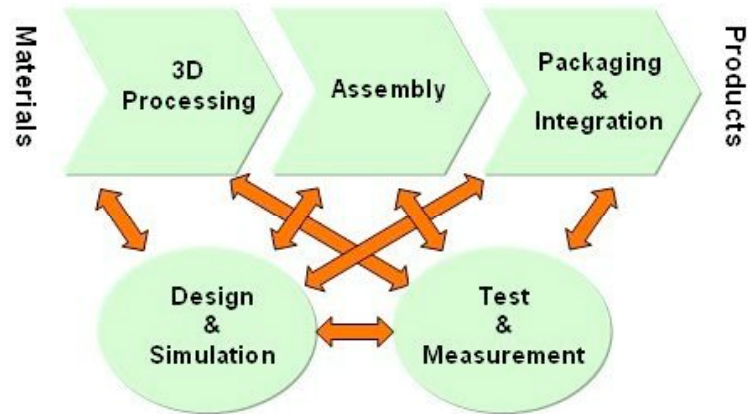 Materials
3D
Processing
Assembly
Packaging
&
Integration
Products
Design
&
Simulation
Test
&
Measurement